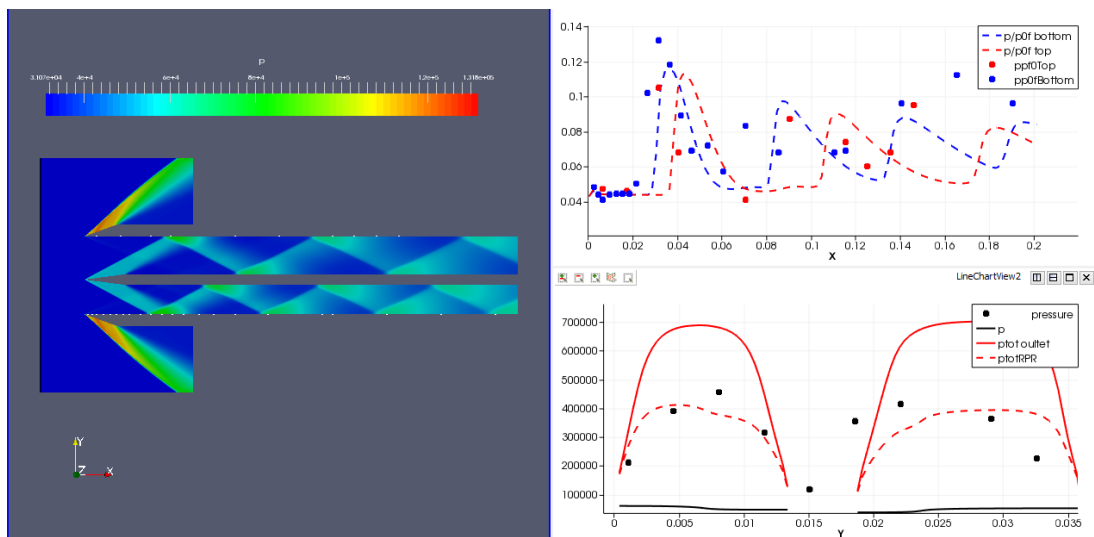 p
3.107e+04 4e+4 6e+4 8e+4 1e+5 1.2e+5 1.318e+05
Y
Z X
0.14
0.12
0.1
0.08
0.06
0.04
0 0.02 0.04 0.06 0.08 0.1 0.12 0.14 0.16 0.18 0.2
X
p/p0f bottom
p/p0f top
ppf0Top
pp0fBottom
LineChartView2
700000
600000
500000
400000
300000
200000
100000
0 0.005 0.01 0.015 0.02 0.025 0.03 0.035
Y
pressure
p
ptot oultet
ptotRPR